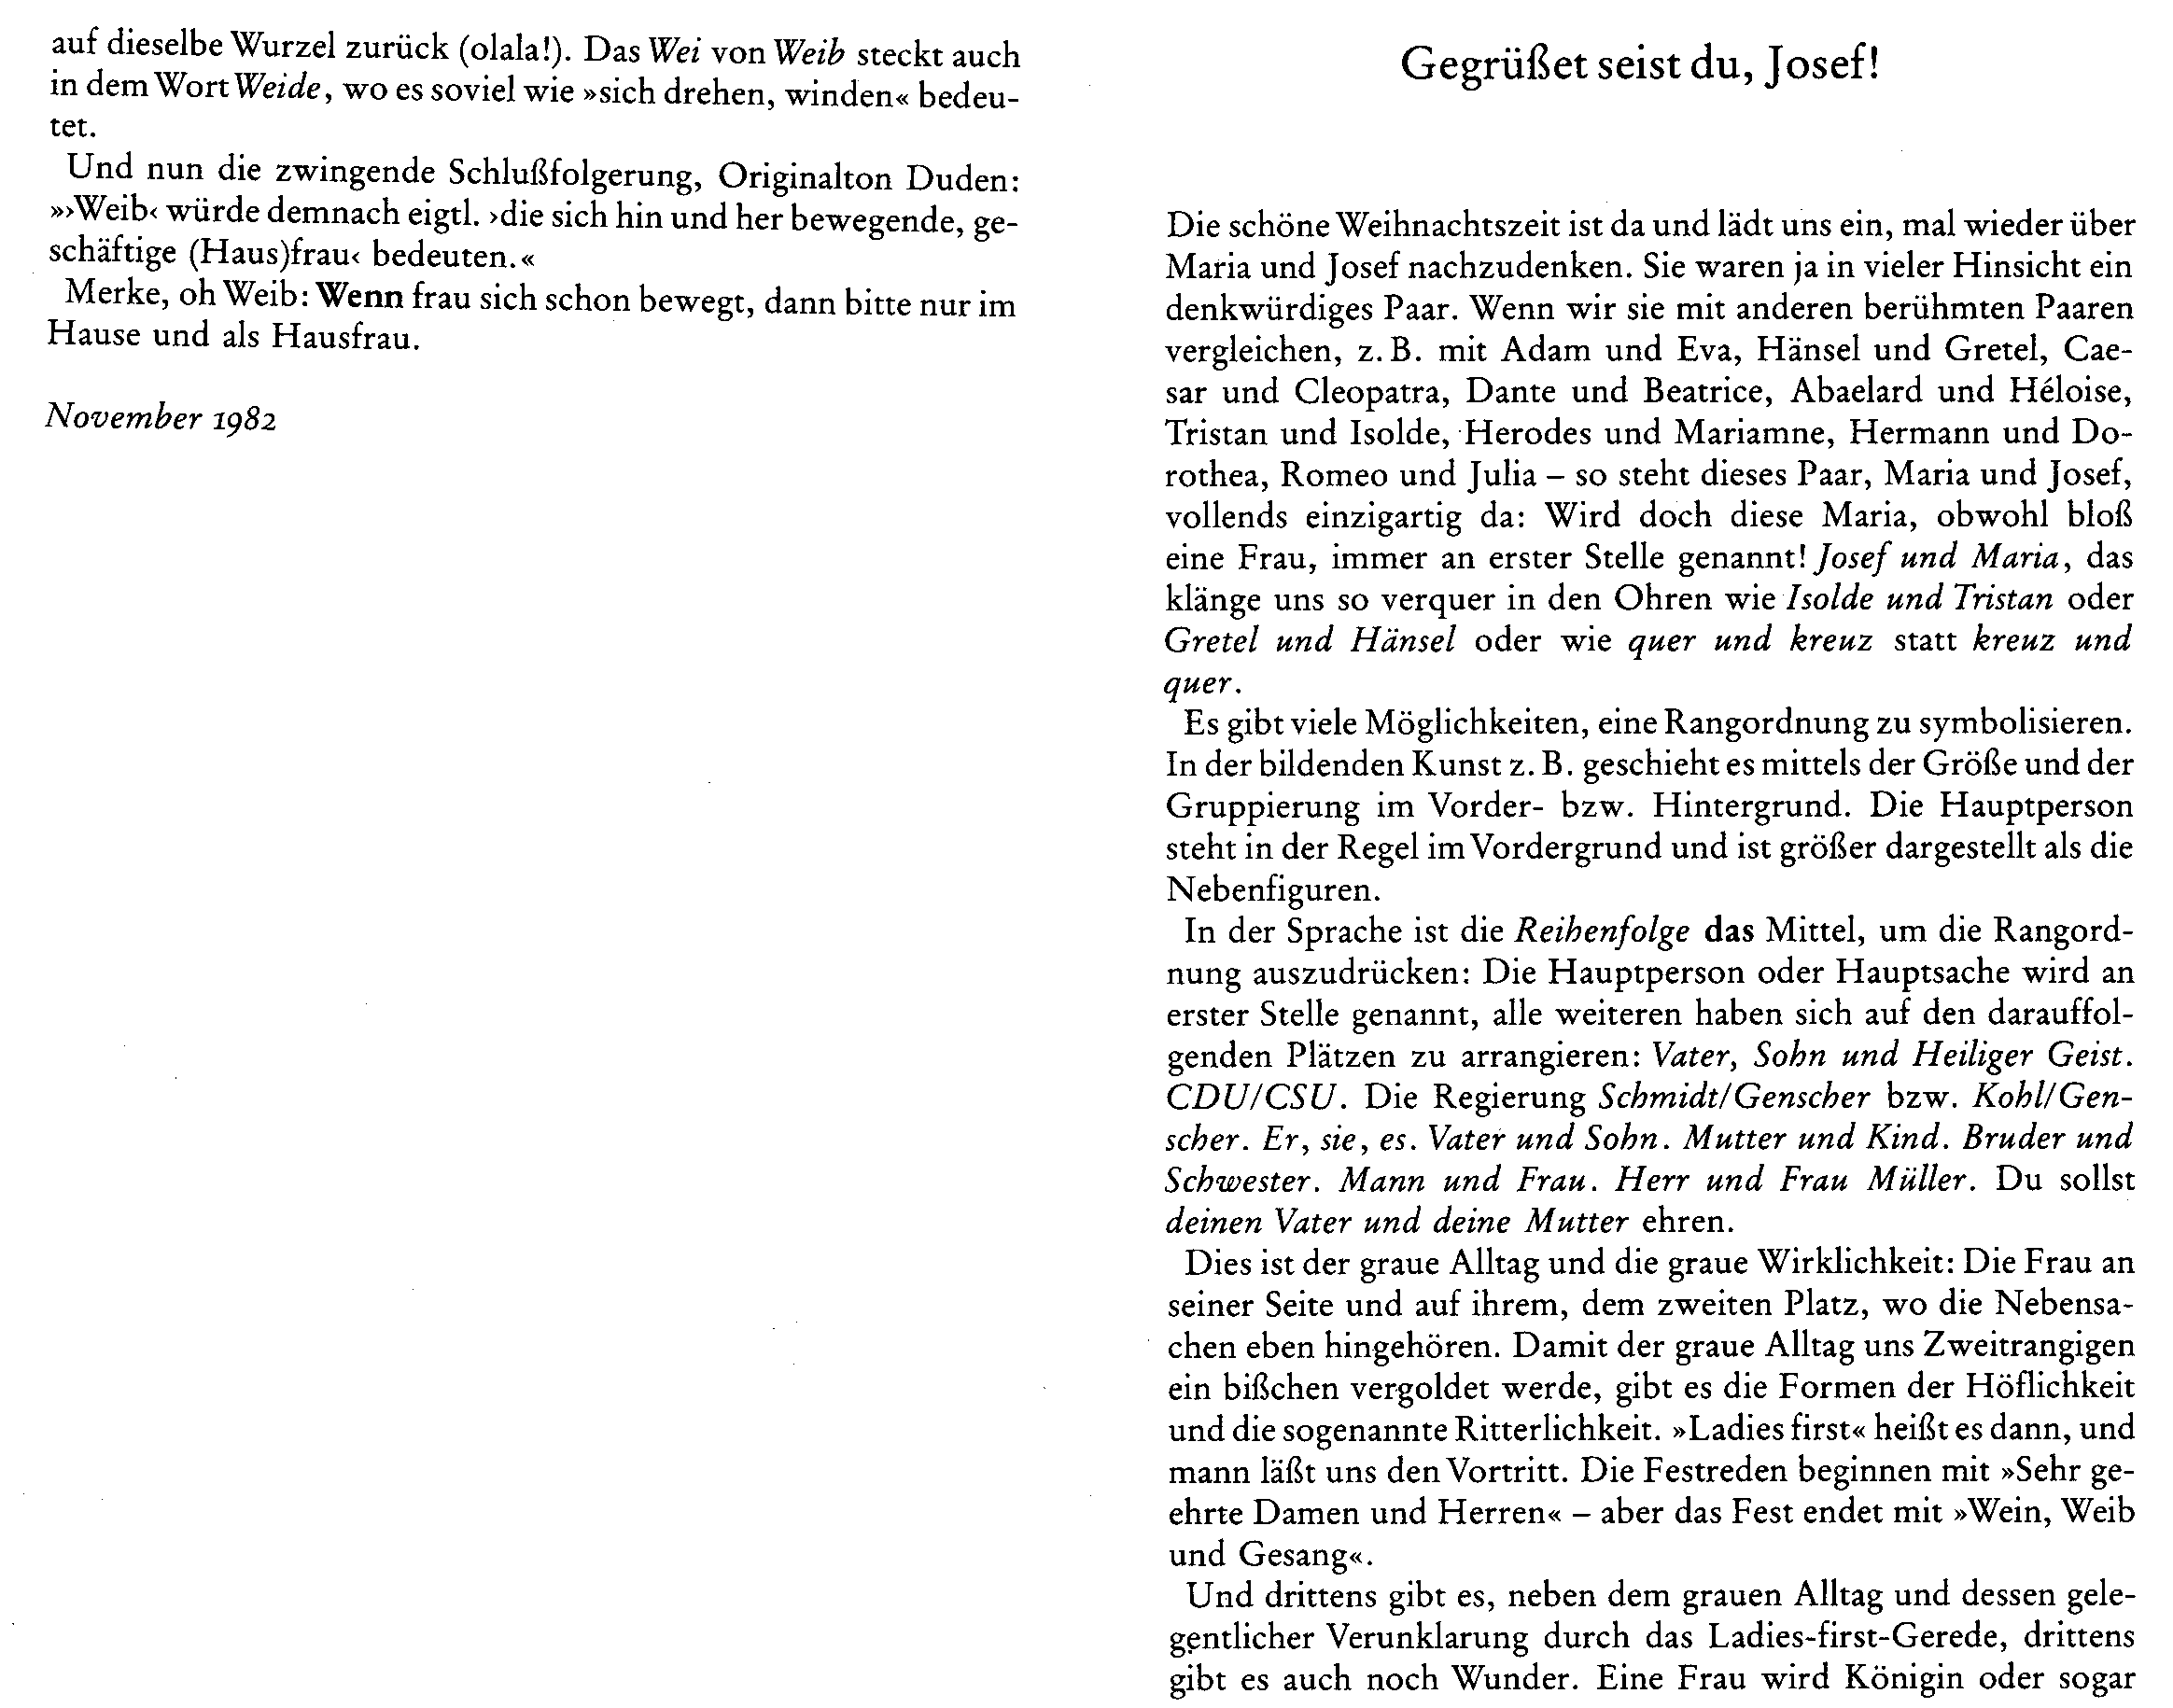 auf dieselbe Wurzel zurück (olala!). Das Wei von Weib steckt auch
in dem Wort Weide, wo es soviel wie »sich drehen, winden« bedeu-
tet.
Und nun die zwingende Schlußfolgerung, Originalton Duden:
»›Weib‹ würde demnach eigtl. ›die sich hin und her bewegende, ge-
schäftige (Haus)frau‹ bedeuten.«
Merke, oh Weib: Wenn frau sich schon bewegt, dann bitte nur im
Hause und als Hausfrau.
November 1982
Gegrüßet seist du, Josef!
Die schöne Weihnachtszeit ist da und lädt uns ein, mal wieder über
Maria und Josef nachzudenken. Sie waren ja in vieler Hinsicht ein
denkwürdiges Paar. Wenn wir sie mit anderen berühmten Paaren
vergleichen, z. B. mit Adam und Eva, Hänsel und Gretel, Cae-
sar und Cleopatra, Dante und Beatrice, Abaelard und Héloise,
Tristan und Isolde, Herodes und Mariamne, Hermann und Do-
rothea, Romeo und Julia – so steht dieses Paar, Maria und Josef,
vollends einzigartig da: Wird doch diese Maria, obwohl bloß
eine Frau, immer an erster Stelle genannt! Josef und Maria, das
klänge uns so verquer in den Ohren wie Isolde und Tristan oder
Gretel und Hänsel oder wie quer und kreuz statt kreuz und
quer.
Es gibt viele Möglichkeiten, eine Rangordnung zu symbolisieren.
In der bildenden Kunst z. B. geschieht es mittels der Größe und der
Gruppierung im Vorder- bzw. Hintergrund. Die Hauptperson
steht in der Regel im Vordergrund und ist größer dargestellt als die
Nebenfiguren.
In der Sprache ist die Reihenfolge das Mittel, um die Rangord-
nung auszudrücken: Die Hauptperson oder Hauptsache wird an
erster Stelle genannt, alle weiteren haben sich auf den darauffol-
genden Plätzen zu arrangieren: Vater, Sohn und Heiliger Geist.
CDU/CSU. Die Regierung Schmidt/Genscher bzw. Kohl/Gen-
scher. Er, sie, es. Vater und Sohn. Mutter und Kind. Bruder und
Schwester. Mann und Frau. Herr und Frau Müller. Du sollst
deinen Vater und deine Mutter ehren.
Dies ist der graue Alltag und die graue Wirklichkeit: Die Frau an
seiner Seite und auf ihrem, dem zweiten Platz, wo die Nebensa-
chen eben hingehören. Damit der graue Alltag uns Zweitrangigen
ein bißchen vergoldet werde, gibt es die Formen der Höflichkeit
und die sogenannte Ritterlichkeit. »Ladies first« heißt es dann, und
mann läßt uns den Vortritt. Die Festreden beginnen mit »Sehr ge-
ehrte Damen und Herren« – aber das Fest endet mit »Wein, Weib
und Gesang«.
Und drittens gibt es, neben dem grauen Alltag und dessen gele-
gentlicher Verunklarung durch das Ladies-first-Gerede, drittens
gibt es auch noch Wunder. Eine Frau wird Königin oder sogar